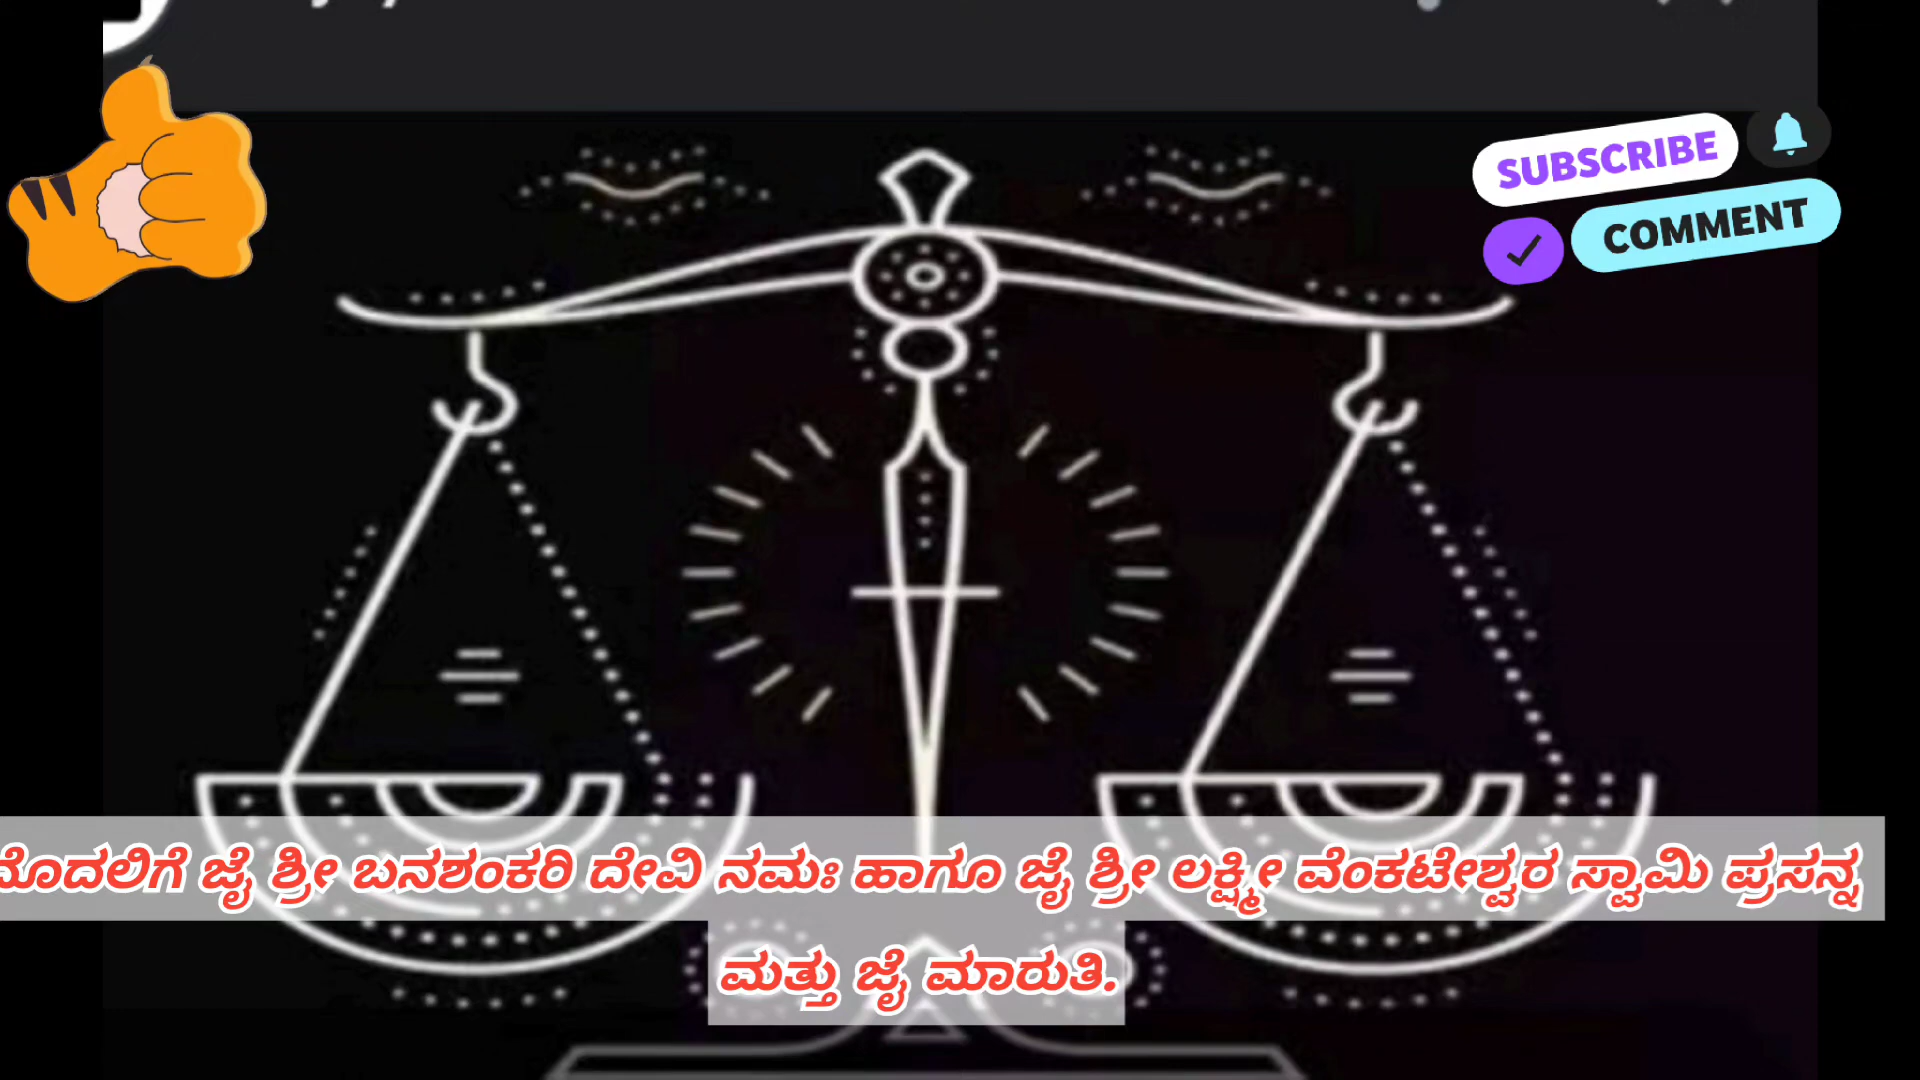 SUBSCRIBE
COMMENT
ಮೊದಲಿಗೆ ಜೈ ಶ್ರೀ ಬನಶಂಕರಿ ದೇವಿ ನಮಃ ಹಾಗೂ ಜೈ ಶ್ರೀ ಲಕ್ಷ್ಮೀ ವೆಂಕಟೇಶ್ವರ ಸ್ವಾಮಿ ಪ್ರಸನ್ನ
ಮತ್ತು ಜೈ ಮಾರುತಿ.